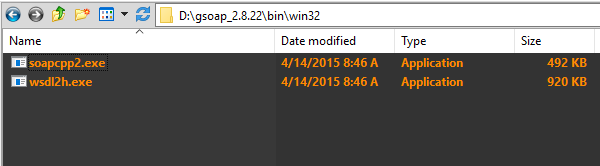 D:\gsoap_2.8.22\bin\win32
Name Date modified Type Size
soapcpp2.exe 4/14/2015 8:46 A Application 492 KB
wsdl2h.exe 4/14/2015 8:46 A Application 920 KB